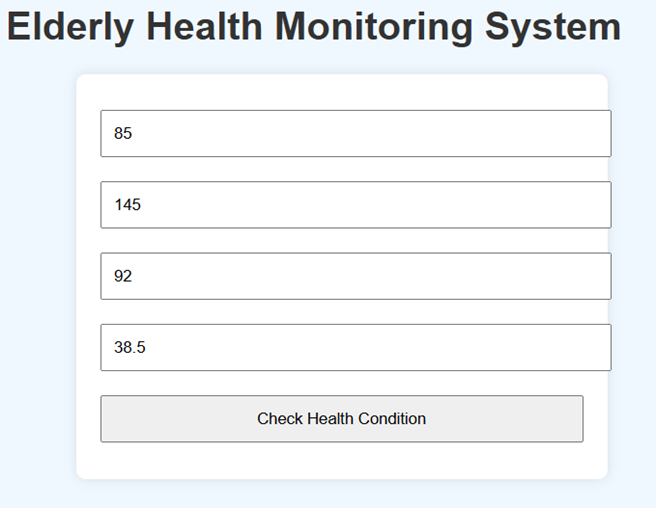 Elderly Health Monitoring System
85
145
92
38.5
Check Health Condition